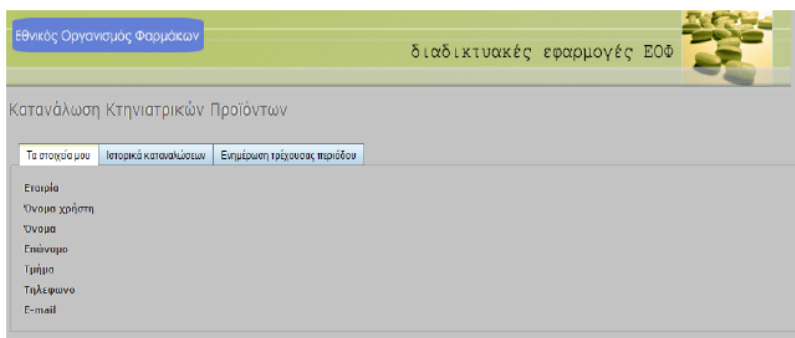 Εθνικός Οργανισμός Φαρμάκων
διαδικτυακές εφαρμογές ΕΟΦ
Κατανάλωση Κτηνιατρικών Προϊόντων
Τα στοιχεία μου Ιστορικό καταναλώσεων Ενημέρωση τρέχουσας περιόδου
Εταιρία
Όνομα χρήστη
Όνομα
Επώνυμο
Τμήμα
Τηλεφωνο
E-mail